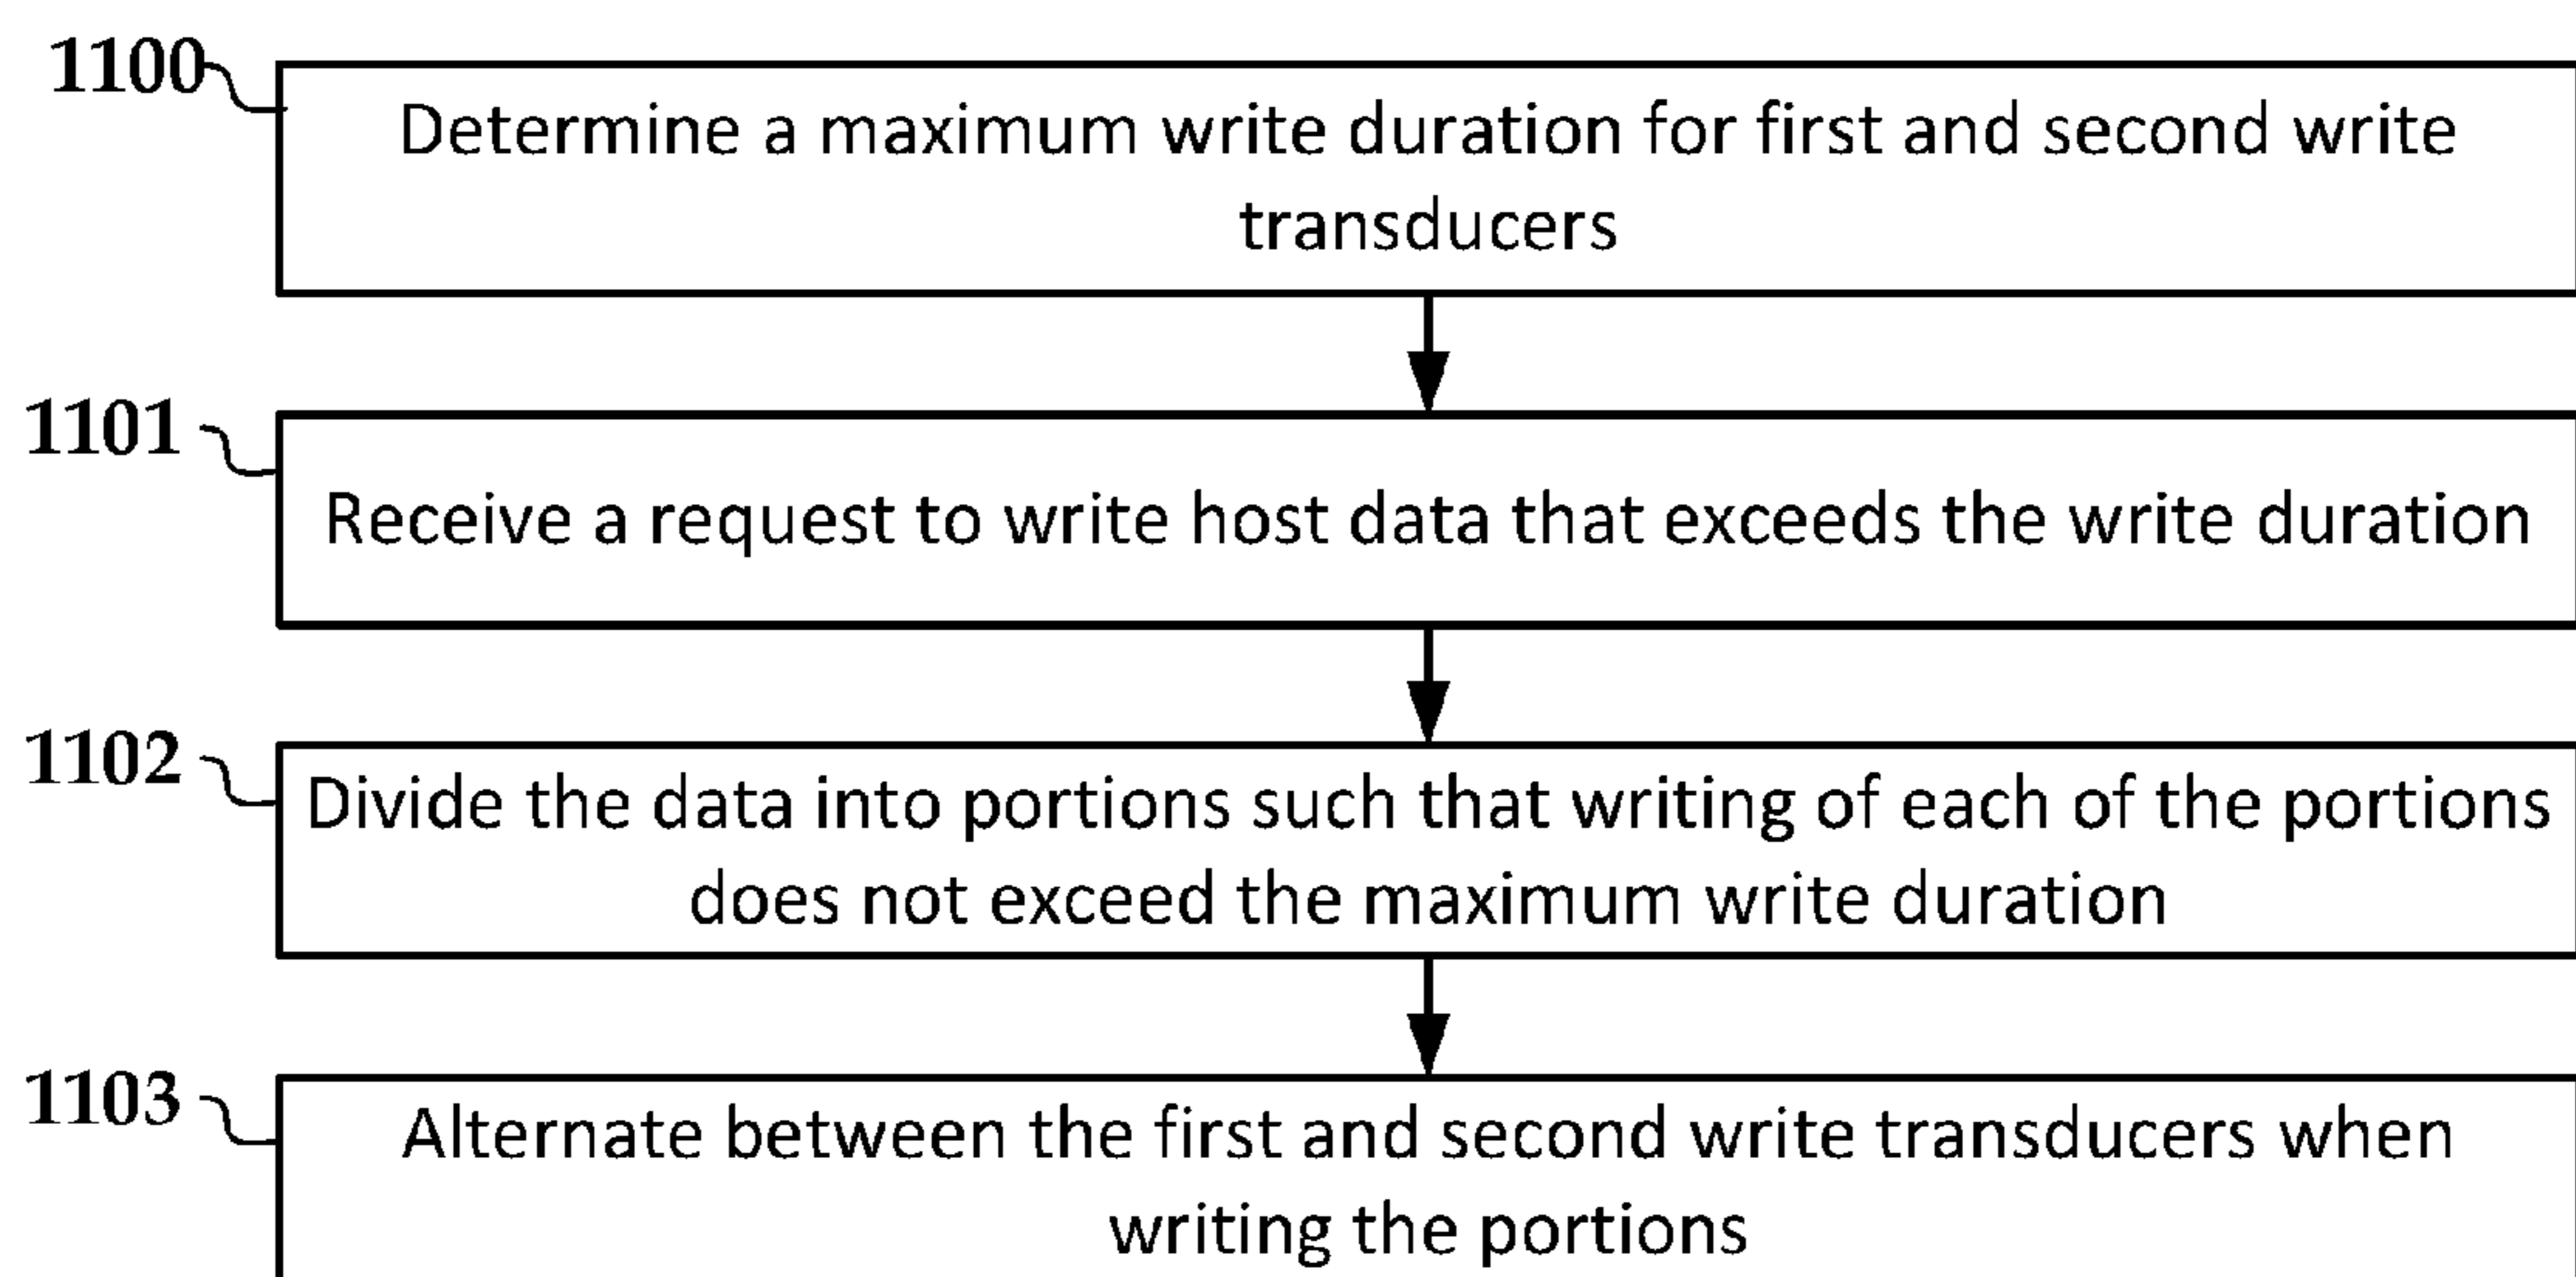 1100
Determine a maximum write duration for first and second write
transducers
1101
Receive a request to write host data that exceeds the write duration
1102
Divide the data into portions such that writing of each of the portions
does not exceed the maximum write duration
1103
Alternate between the first and second write transducers when
writing the portions